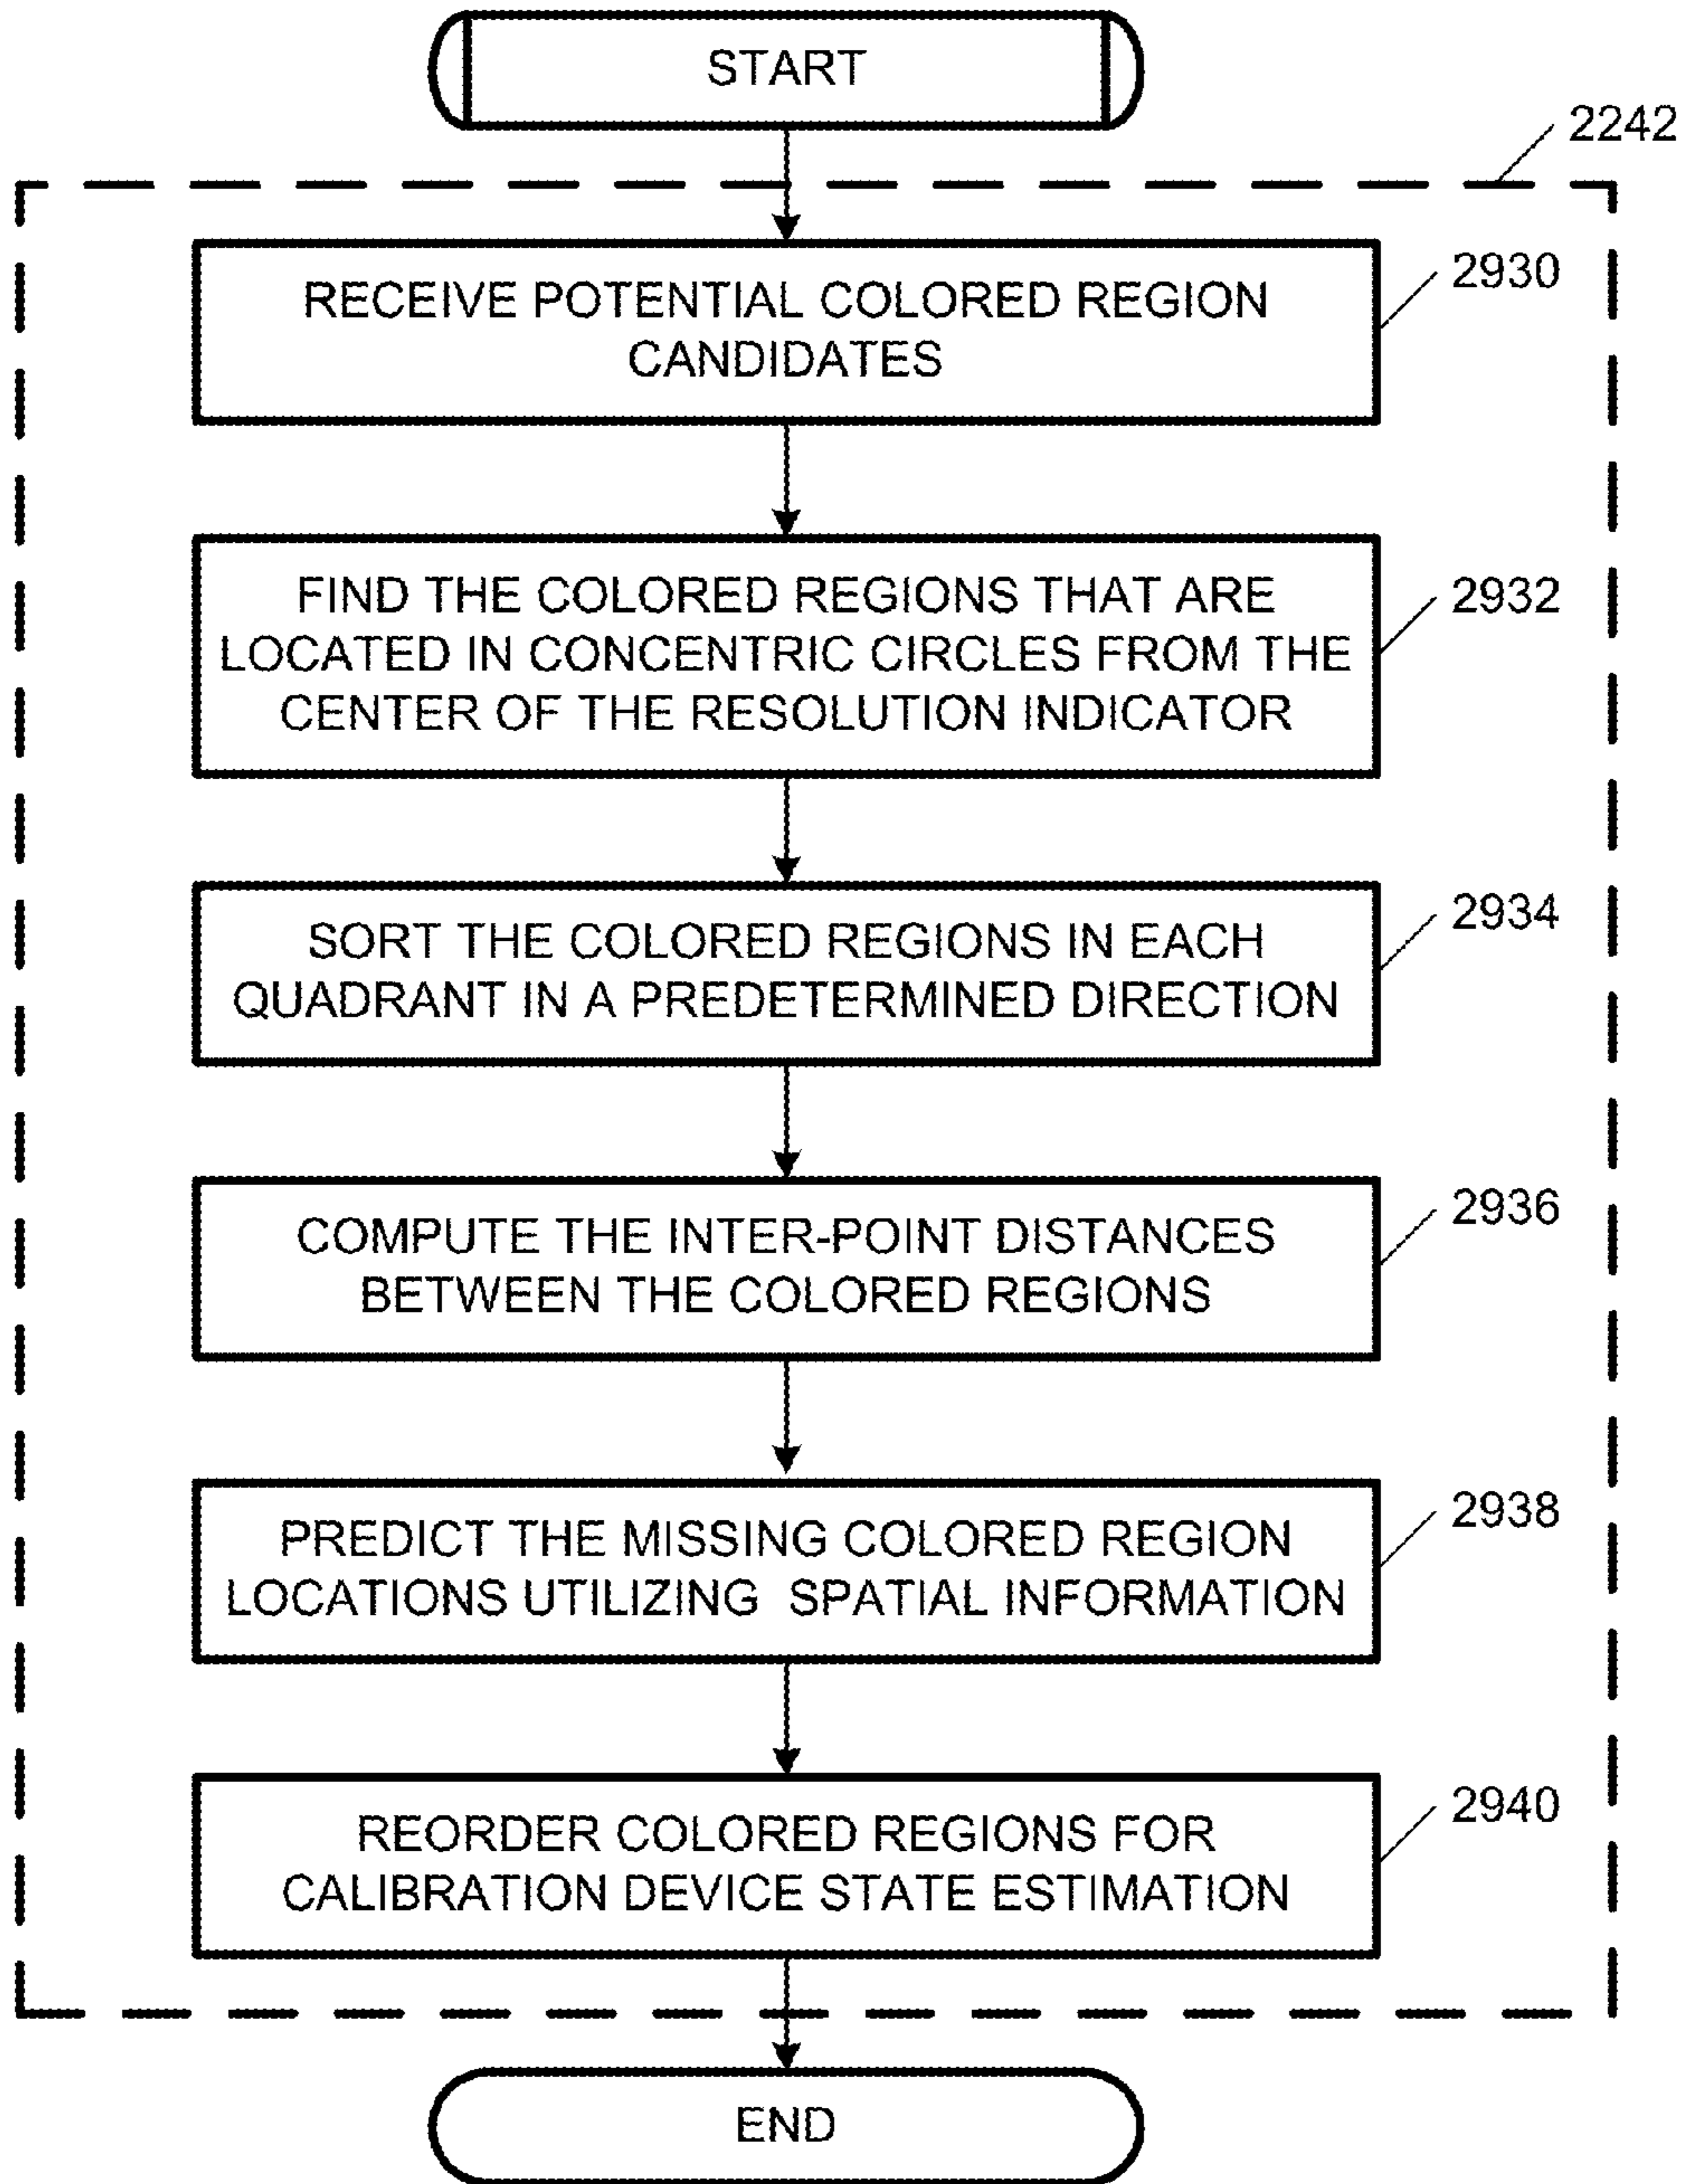 START
2242
RECEIVE POTENTIAL COLORED REGION
CANDIDATES
2930
FIND THE COLORED REGIONS THAT ARE
LOCATED IN CONCENTRIC CIRCLES FROM THE
CENTER OF THE RESOLUTION INDICATOR
2932
SORT THE COLORED REGIONS IN EACH
QUADRANT IN A PREDETERMINED DIRECTION
2934
COMPUTE THE INTER-POINT DISTANCES
BETWEEN THE COLORED REGIONS
2936
PREDICT THE MISSING COLORED REGION
LOCATIONS UTILIZING SPATIAL INFORMATION
2938
REORDER COLORED REGIONS FOR
CALIBRATION DEVICE STATE ESTIMATION
2940
END